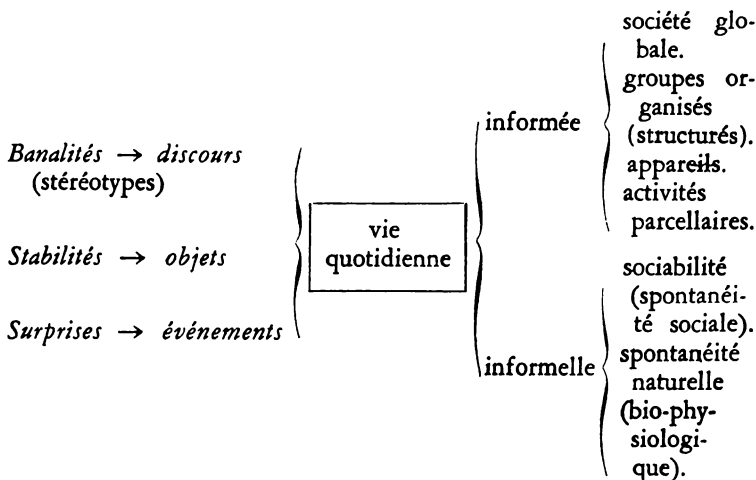 Banalités → discours
(stéréotypes)
Stabilités → objets
Surprises → événements
vie
quotidienne
informée
société glo-
bale.
groupes or-
ganisés
(structurés).
appareils.
activités
parcellaires.
informelle
sociabilité
(spontanéi-
té sociale).
spontanéité
naturelle
(bio-phy-
siologi-
que).